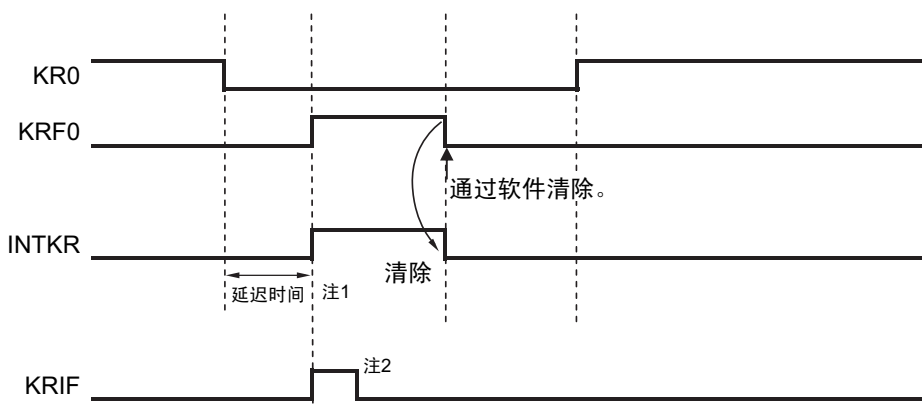 KR0
KRF0
通过软件清除。
INTKR
清除
延迟时间
注1
注2
KRIF